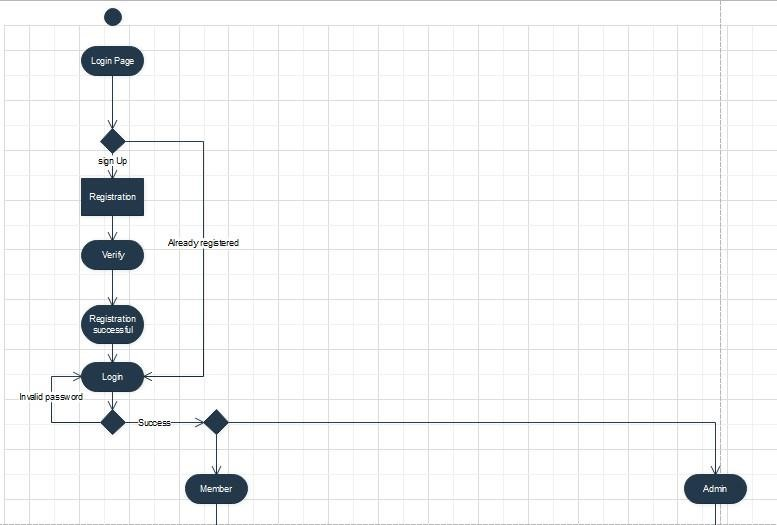 Login Page
sign Up
Registration
Already registered
Verify
Registration
successful
Login
Invalid password
Success
Member
Admin